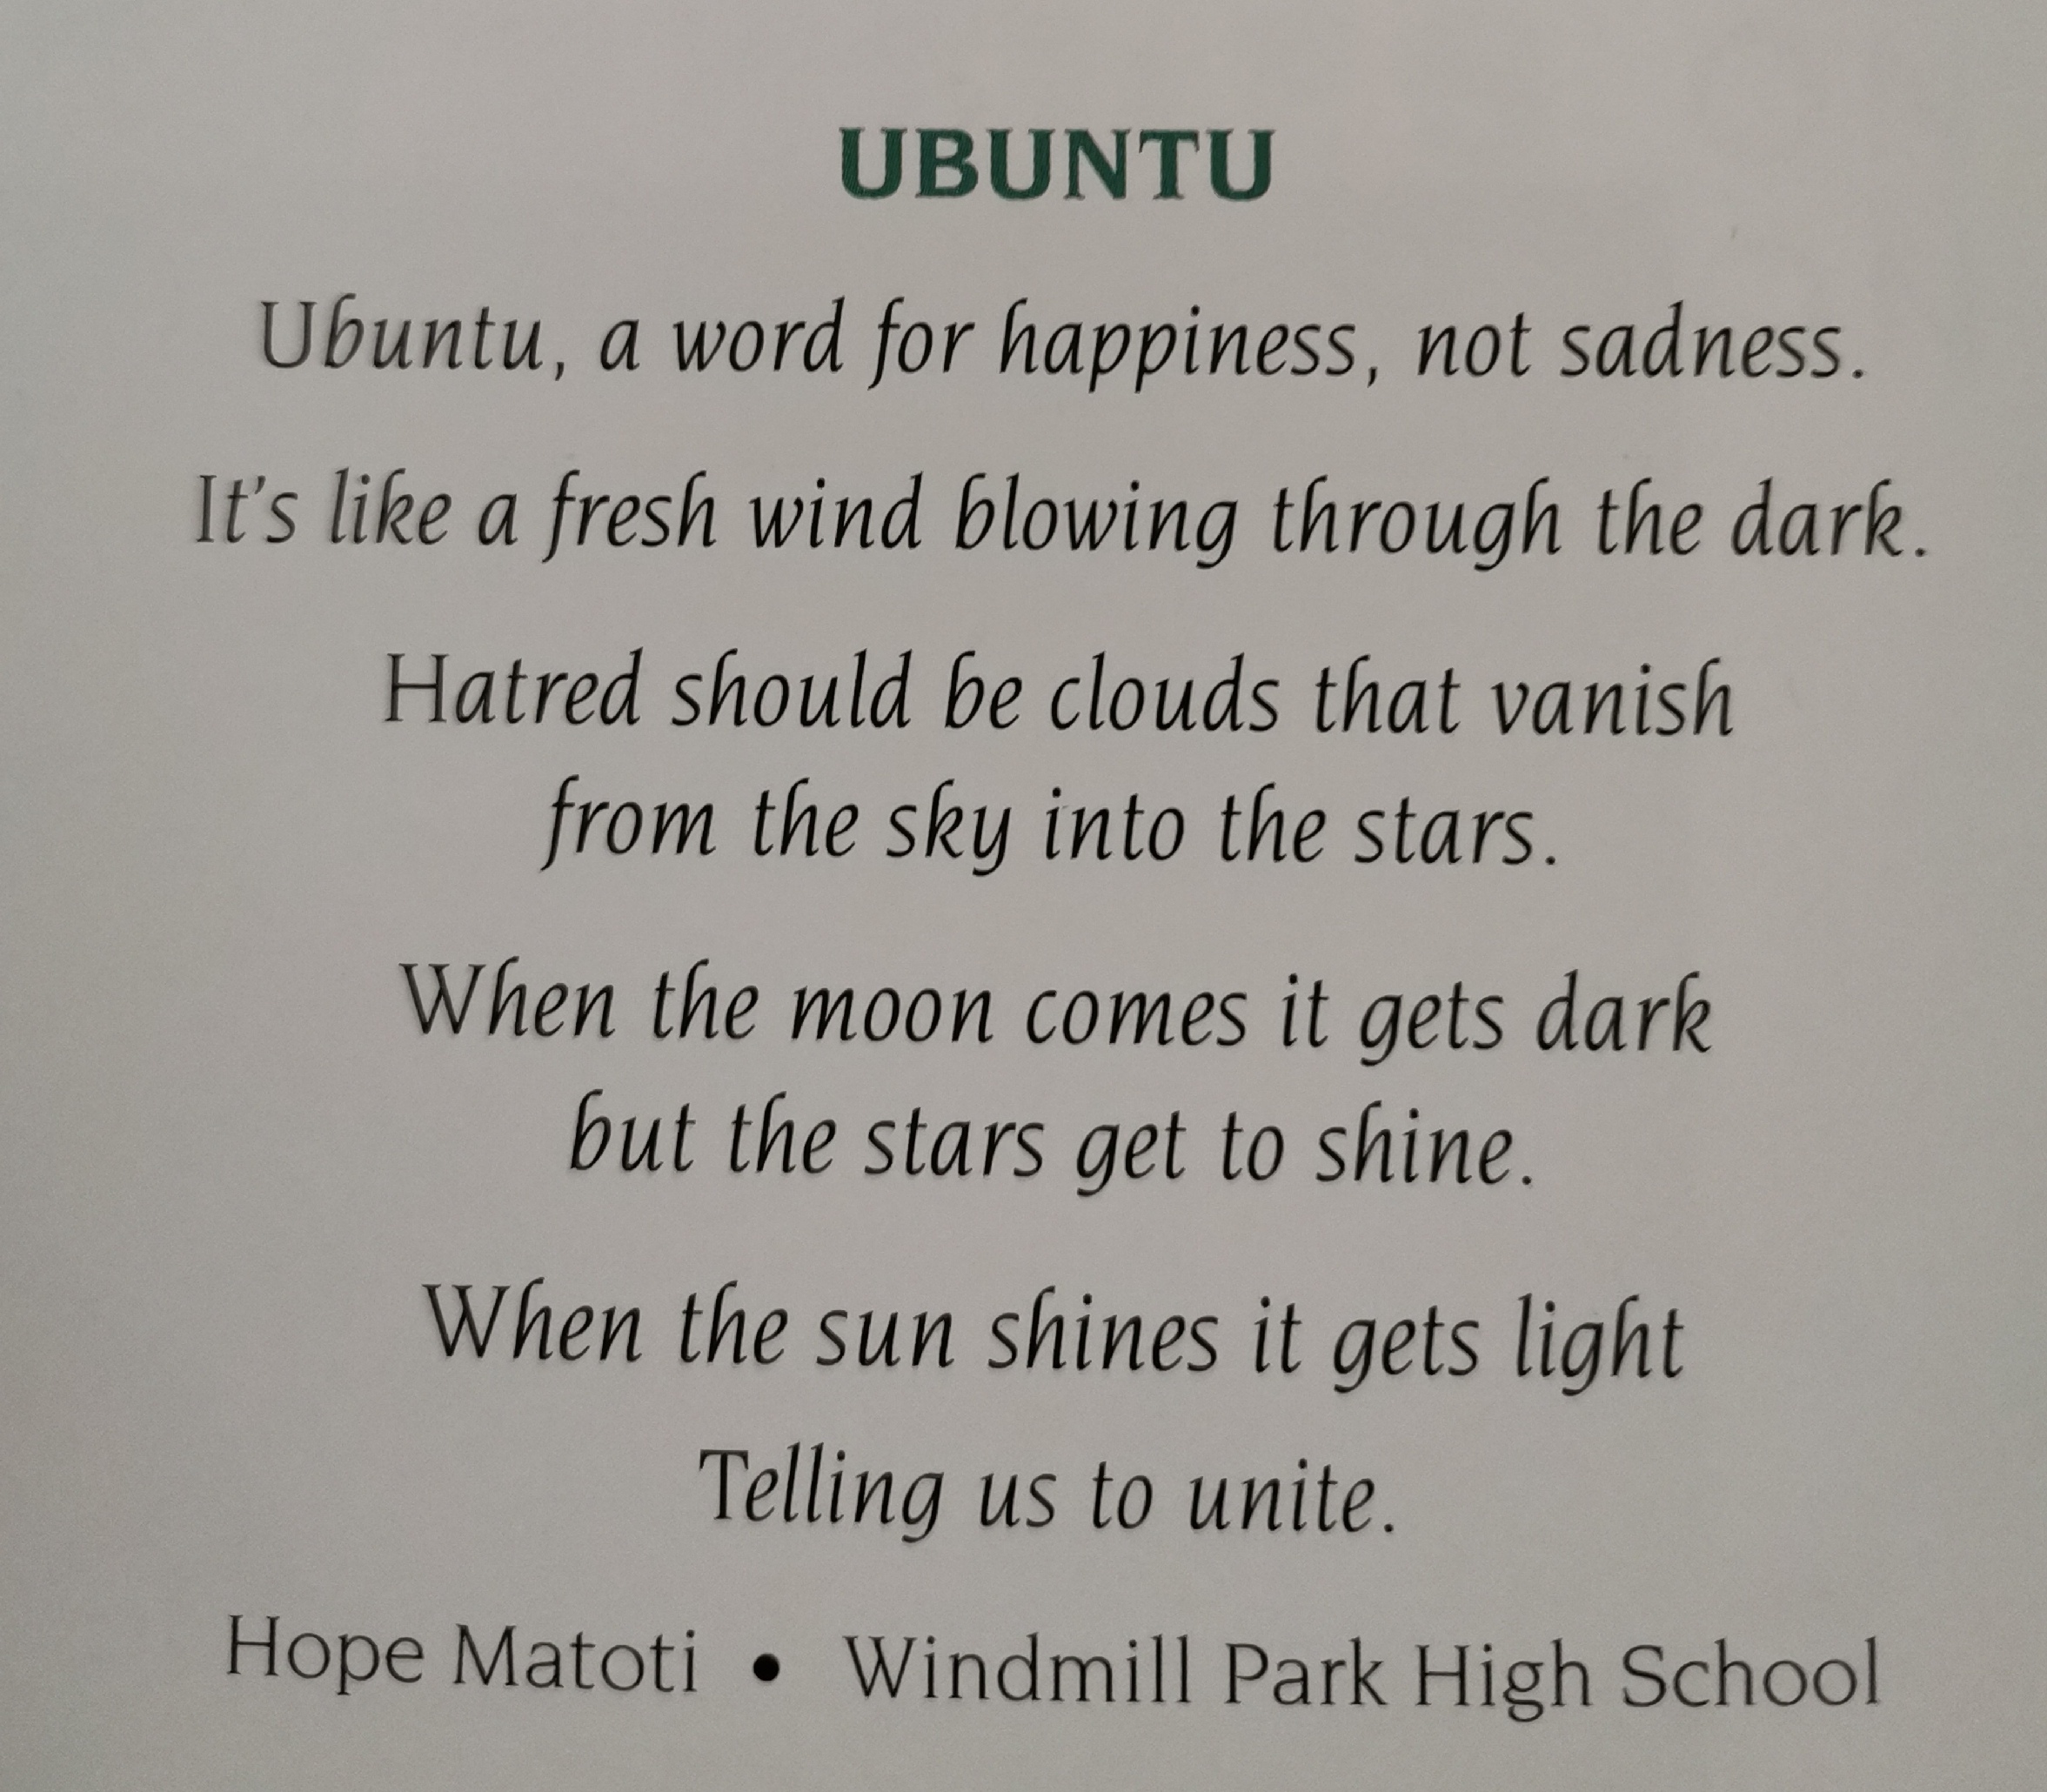 UBUNTU
Ubuntu, a word for happiness, not sadness.
It's like a fresh wind blowing through the dark.
Hatred should be clouds that vanish
from the sky into the stars.
When the moon comes it gets dark
but the stars get to shine.
When the sun shines it gets light
Telling us to unite.
Hope Matoti • Windmill Park High School